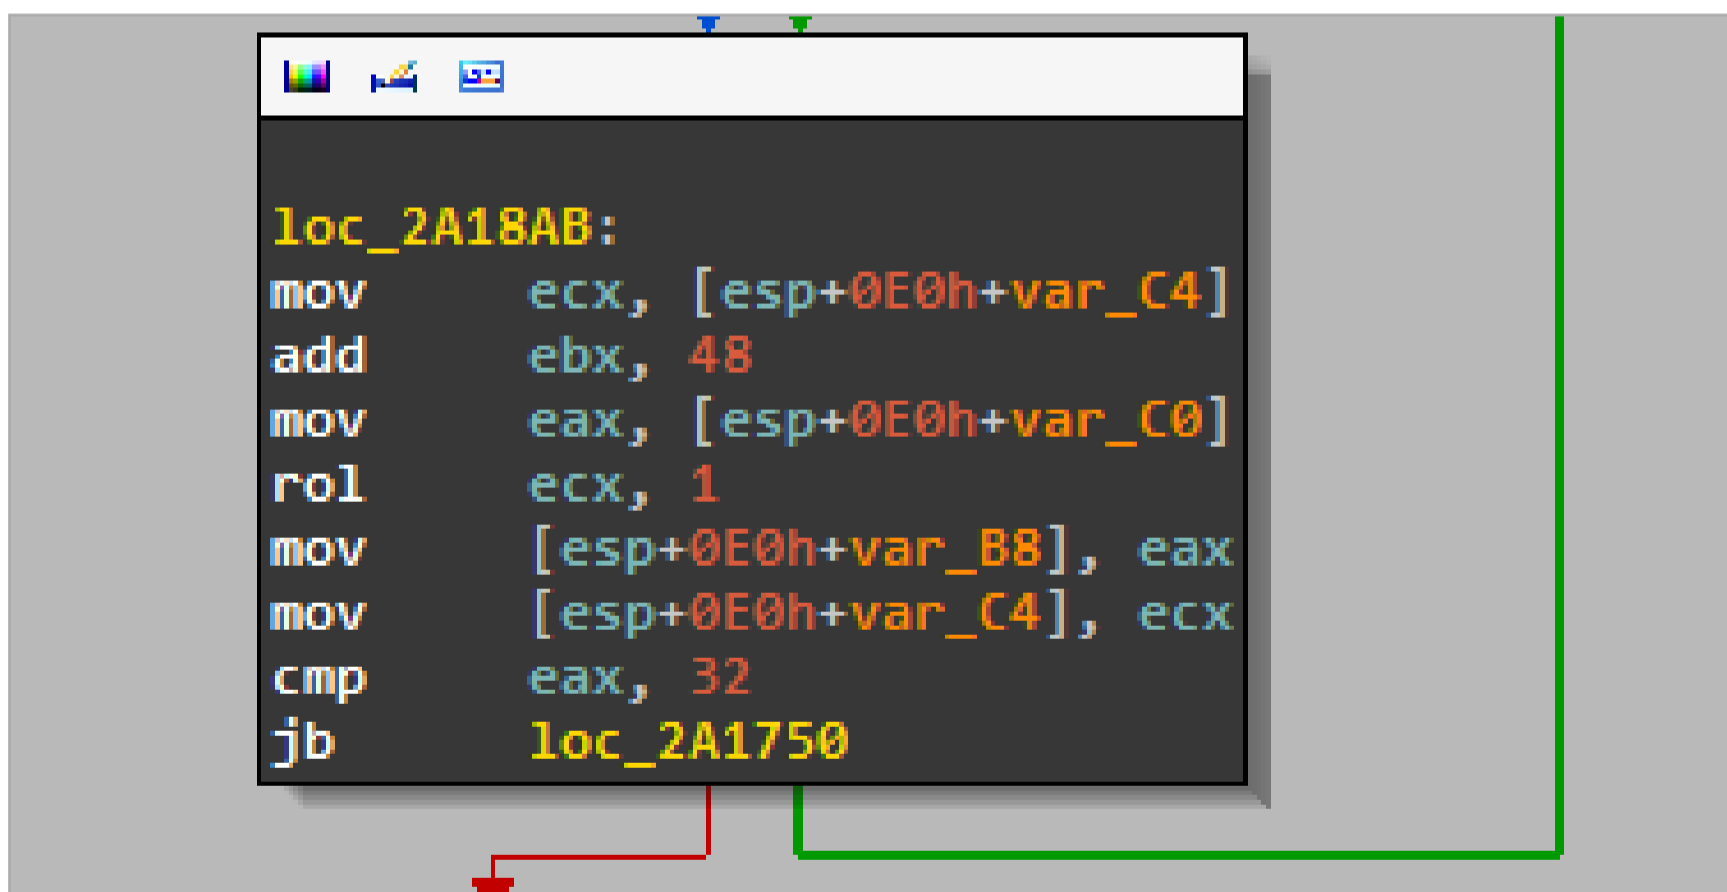 loc_2A18AB:
mov ecx, [esp+0E0h+var_C4]
add ebx, 48
mov eax, [esp+0E0h+var_C0]
rol ecx, 1
mov [esp+0E0h+var_B8], eax
mov [esp+0E0h+var_C4], ecx
cmp eax, 32
jb loc_2A1750